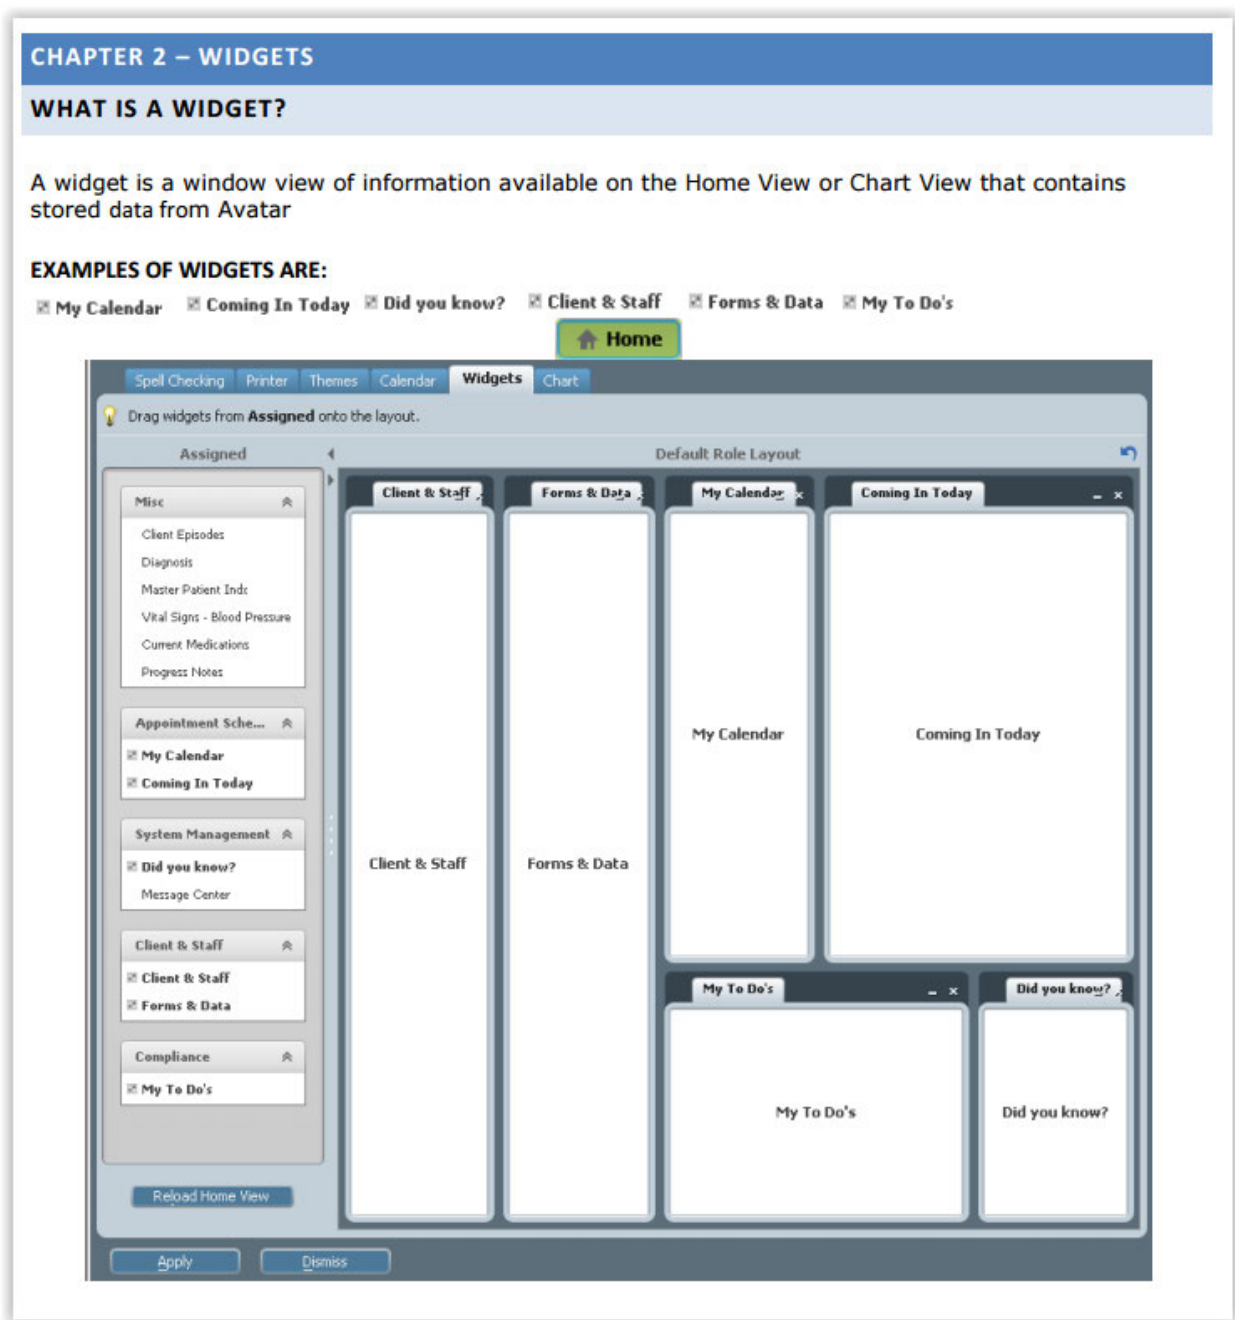 CHAPTER 2 – WIDGETS
WHAT IS A WIDGET?
A widget is a window view of information available on the Home View or Chart View that contains
stored data from Avatar
EXAMPLES OF WIDGETS ARE:
My Calendar Coming In Today Did you know? Client & Staff Forms & Data My To Do's
Home
Spell Checking Printer Themes Calendar Widgets Chart
Drag widgets from Assigned onto the layout.
Assigned
Default Role Layout
Misc
Client Episodes
Diagnosis
Master Patient Inde
Vital Signs - Blood Pressure
Current Medications
Progress Notes
Appointment Sche...
My Calendar
Coming In Today
System Management
Did you know?
Message Center
Client & Staff
Client & Staff
Forms & Data
Compliance
My To Do's
Reload Home View
Client & Staff
Client & Staff
Forms & Data
Forms & Data
My Calendar
My Calendar
Coming In Today
Coming In Today
My To Do's
My To Do's
Did you know?
Did you know?
Apply Dismiss